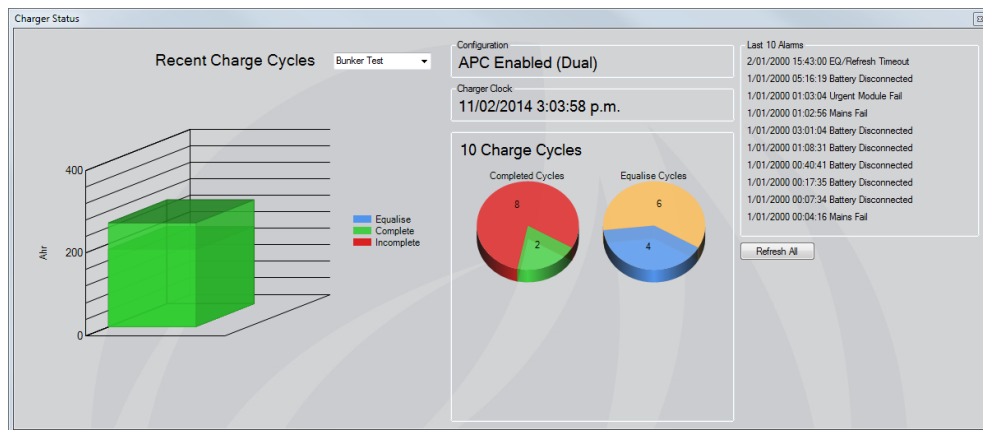 Charger Status
Recent Charge Cycles
Bunker Test
400
200
0
Ahr
Equalise
Complete
Incomplete
Configuration
APC Enabled (Dual)
Charger Clock
11/02/2014 3:03:58 p.m.
10 Charge Cycles
Completed Cycles
8
2
Equalise Cycles
6
4
Last 10 Alarms
2/01/2000 15:43:00 EQ/Refresh Timeout
1/01/2000 05:16:19 Battery Disconnected
1/01/2000 01:03:04 Urgent Module Fail
1/01/2000 01:02:56 Mains Fail
1/01/2000 03:01:04 Battery Disconnected
1/01/2000 01:08:31 Battery Disconnected
1/01/2000 00:40:41 Battery Disconnected
1/01/2000 00:17:35 Battery Disconnected
1/01/2000 00:07:34 Battery Disconnected
1/01/2000 00:04:16 Mains Fail
Refresh All